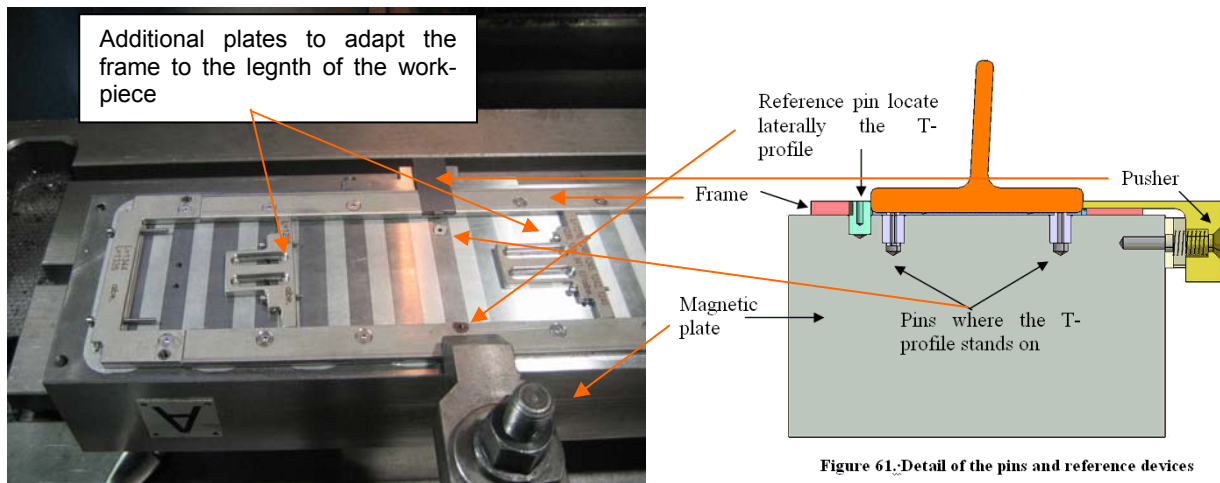 Additional plates to adapt the
frame to the legnth of the work-
piece
Reference pin locate
laterally the T-
profile
Frame
Pusher
Magnetic
plate
Pins where the T-
profile stands on
A
Figure 61.:Detail of the pins and reference devices